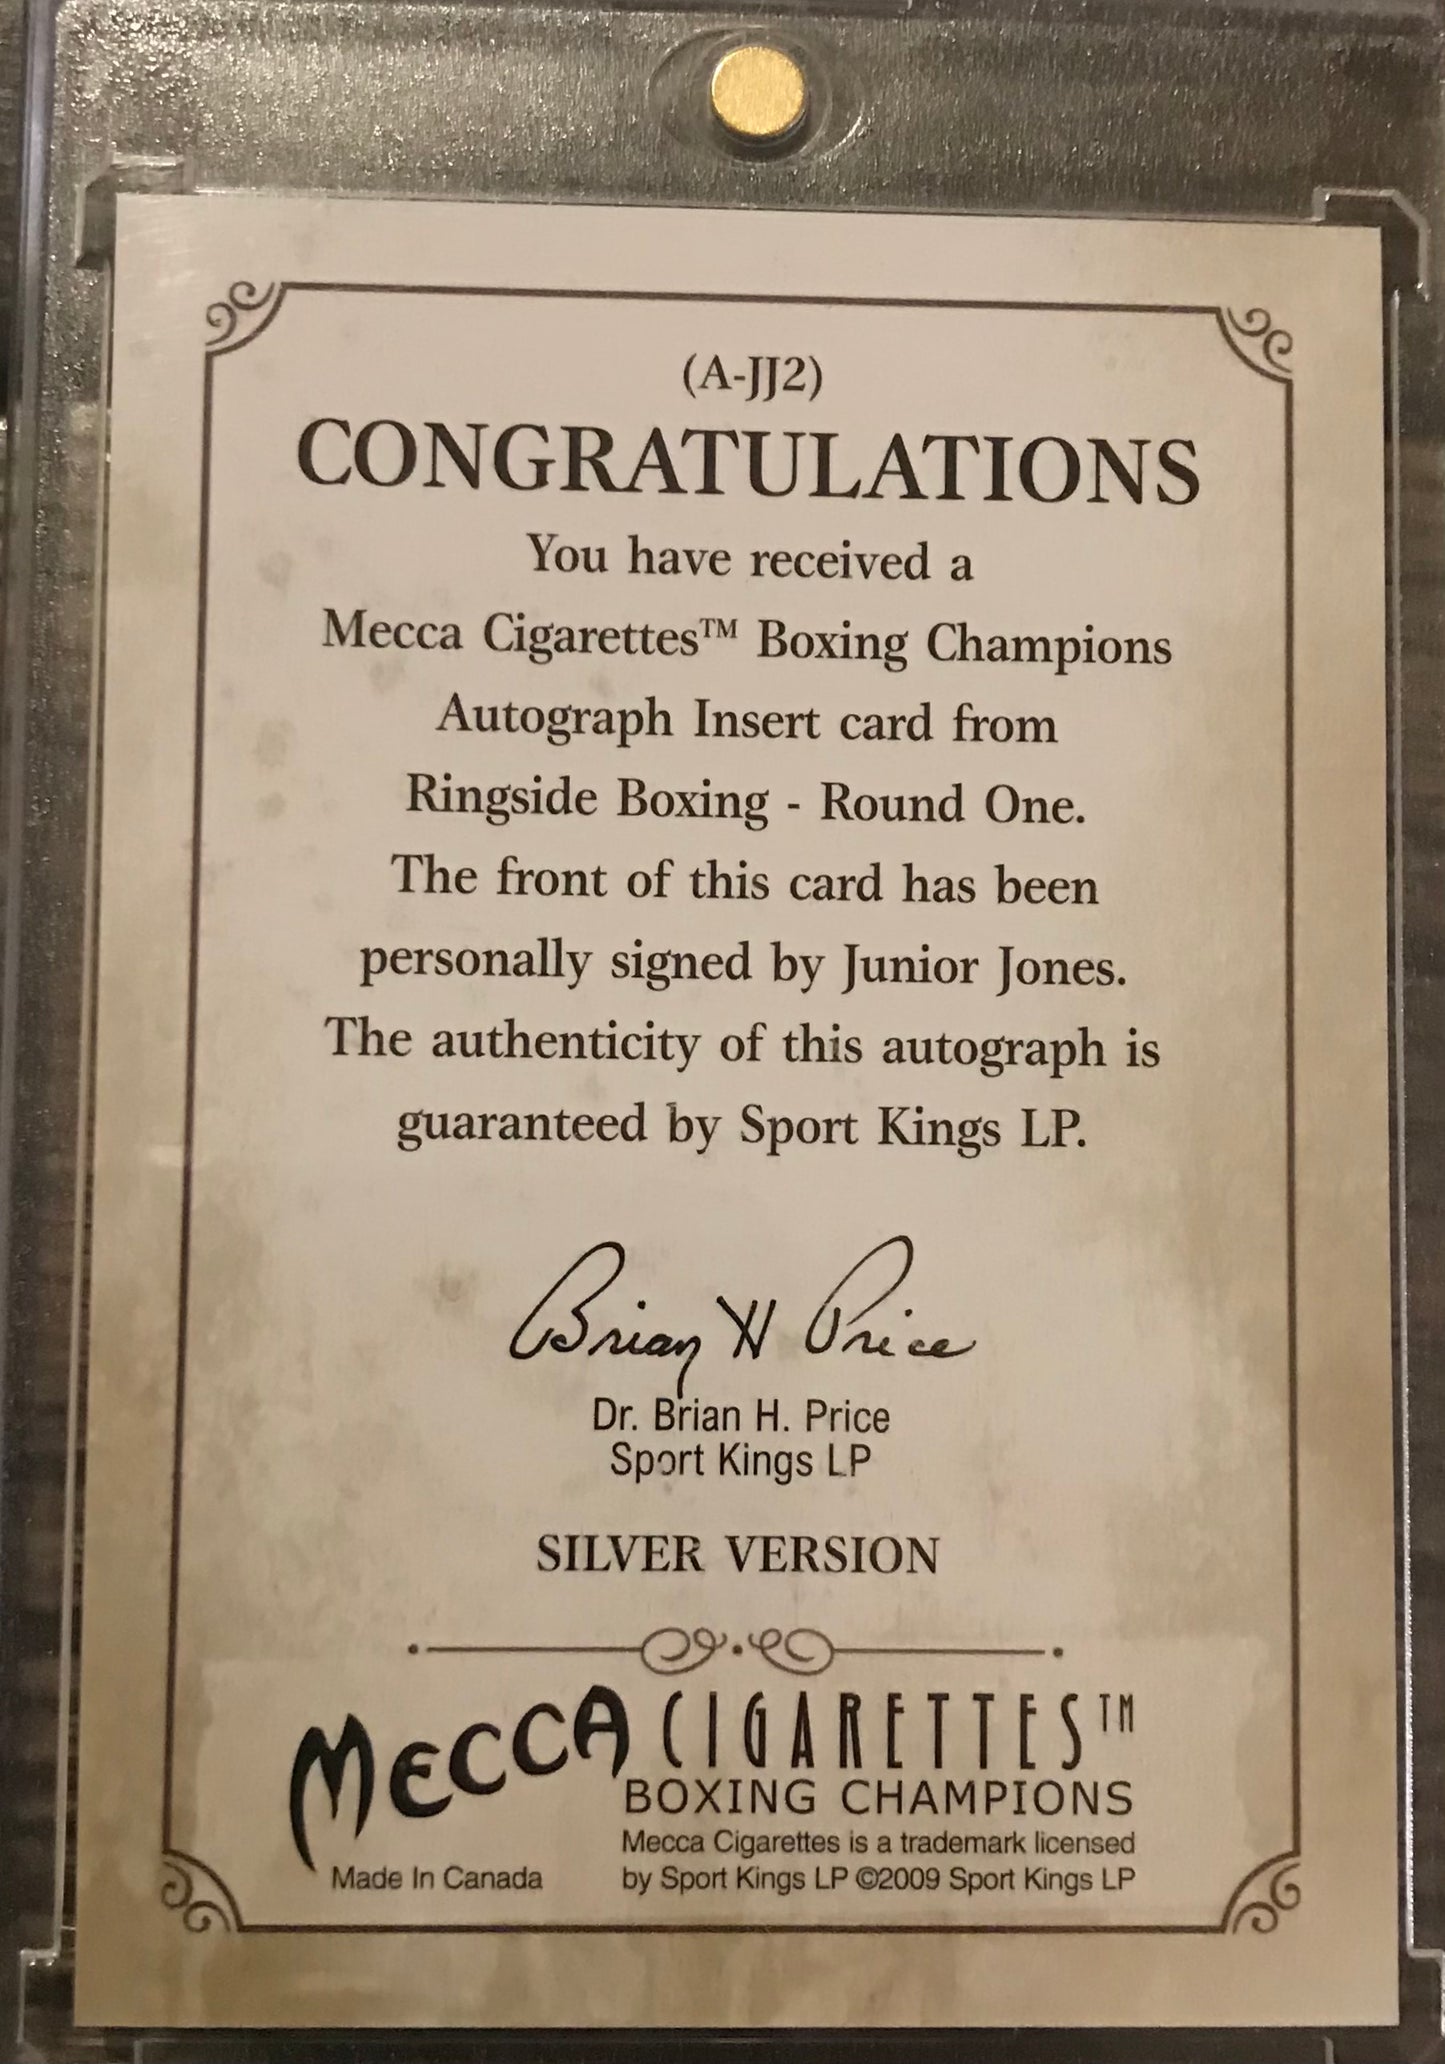 (A-JJ2)
CONGRATULATIONS
You have received a
Mecca Cigarettes™ Boxing Champions
Autograph Insert card from
Ringside Boxing - Round One.
The front of this card has been
personally signed by Junior Jones.
The authenticity of this autograph is
guaranteed by Sport Kings LP.
Brian H Price
Dr. Brian H. Price
Sport Kings LP
SILVER VERSION
MECCA CIGARETTES™
BOXING CHAMPIONS
Mecca Cigarettes is a trademark licensed
Made In Canada by Sport Kings LP ©2009 Sport Kings LP